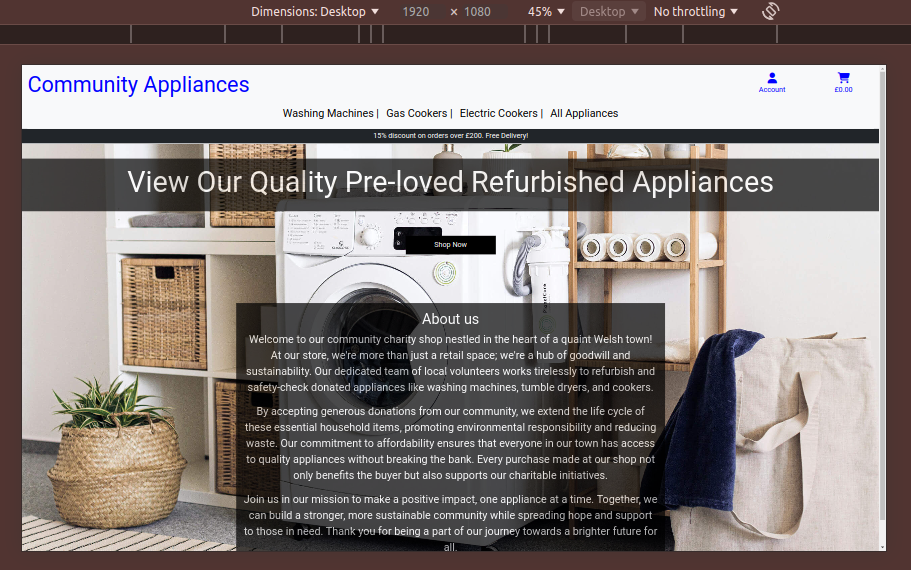 Dimensions: Desktop 1920 × 1080 45% Desktop No throttling
Community Appliances
Account £0.00
Washing Machines | Gas Cookers | Electric Cookers | All Appliances
15% discount on orders over £200. Free Delivery!
View Our Quality Pre-loved Refurbished Appliances
Shop Now
About us
Welcome to our community charity shop nestled in the heart of a quaint Welsh town!
At our store, we're more than just a retail space; we're a hub of goodwill and
sustainability. Our dedicated team of local volunteers works tirelessly to refurbish and
safety-check donated appliances like washing machines, tumble dryers, and cookers.
By accepting generous donations from our community, we extend the life cycle of
these essential household items, promoting environmental responsibility and reducing
waste. Our commitment to affordability ensures that everyone in our town has access
to quality appliances without breaking the bank. Every purchase made at our shop not
only benefits the buyer but also supports our charitable initiatives.
Join us in our mission to make a positive impact, one appliance at a time. Together, we
can build a stronger, more sustainable community while spreading hope and support
to those in need. Thank you for being a part of our journey towards a brighter future for
all.